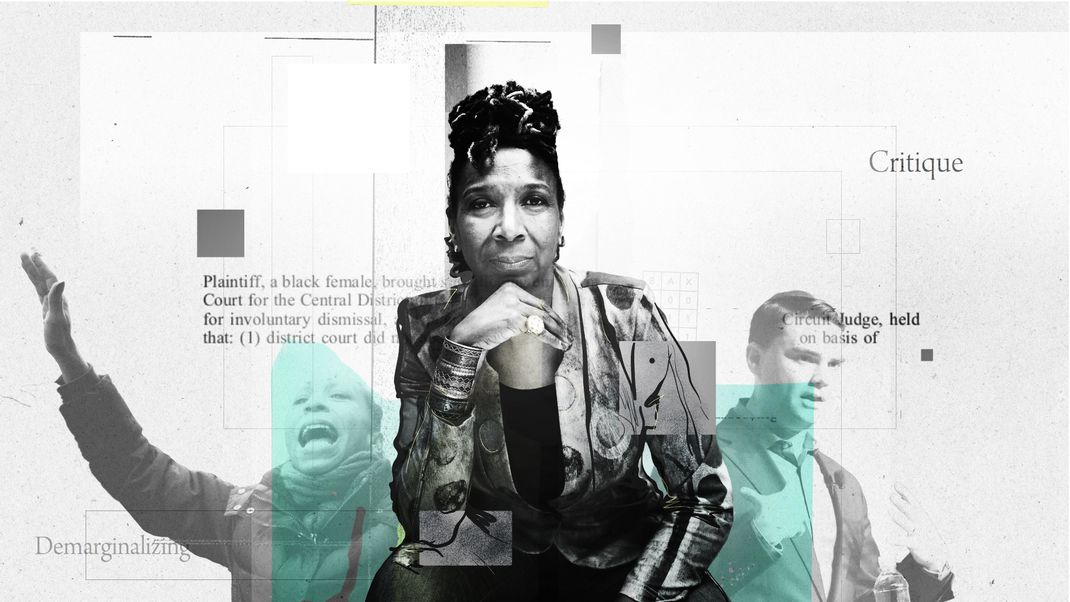 Critique
Plaintiff, a black female, brought
Court for the Central District
for involuntary dismissal,
that: (1) district court did
Circuit Judge, held
on basis of
Demarginalizing